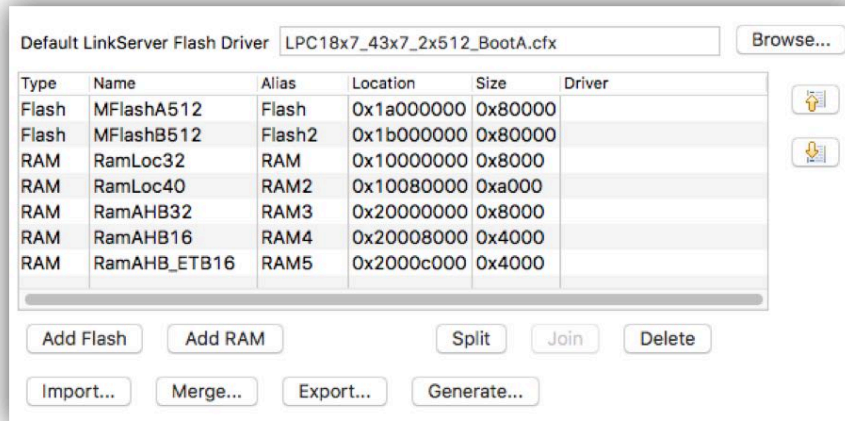 Default LinkServer Flash Driver LPC18x7_43x7_2x512_BootA.cfx Browse...
Type Name Alias Location Size Driver
Flash MFlashA512 Flash 0x1a000000 0x80000
Flash MFlashB512 Flash2 0x1b000000 0x80000
RAM RamLoc32 RAM 0x10000000 0x8000
RAM RamLoc40 RAM2 0x10080000 0xa000
RAM RamAHB32 RAM3 0x20000000 0x8000
RAM RamAHB16 RAM4 0x20008000 0x4000
RAM RamAHB_ETB16 RAM5 0x2000c000 0x4000
Add Flash Add RAM Split Join Delete
Import... Merge... Export... Generate...